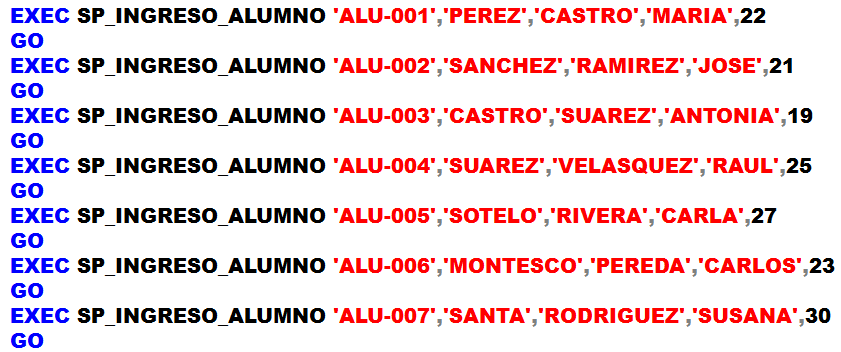 EXEC SP_INGRESO_ALUMNO 'ALU-001','PEREZ','CASTRO','MARIA',22
GO
EXEC SP_INGRESO_ALUMNO 'ALU-002','SANCHEZ','RAMIREZ','JOSE',21
GO
EXEC SP_INGRESO_ALUMNO 'ALU-003','CASTRO','SUAREZ','ANTONIA',19
GO
EXEC SP_INGRESO_ALUMNO 'ALU-004','SUAREZ','VELASQUEZ','RAUL',25
GO
EXEC SP_INGRESO_ALUMNO 'ALU-005','SOTELO','RIVERA','CARLA',27
GO
EXEC SP_INGRESO_ALUMNO 'ALU-006','MONTESCO','PEREDA','CARLOS',23
GO
EXEC SP_INGRESO_ALUMNO 'ALU-007','SANTA','RODRIGUEZ','SUSANA',30
GO